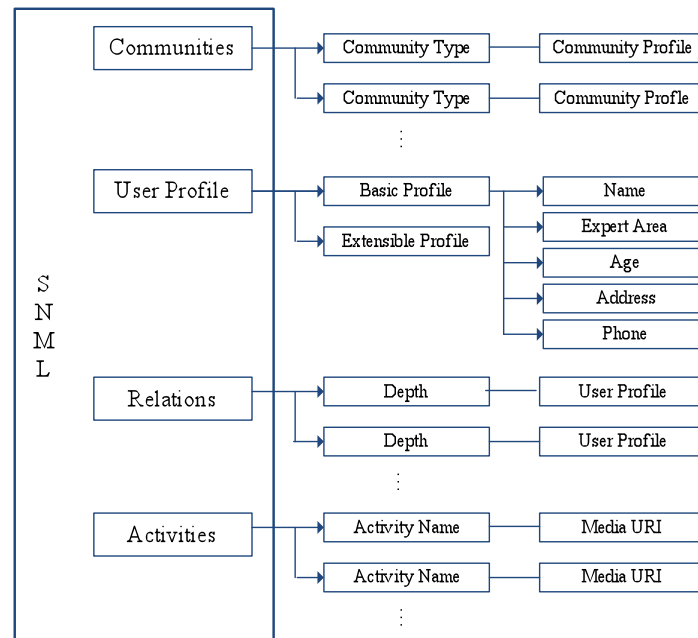 Communities
Community Type
Community Profile
Community Type
Community Profle
⋮
User Profile
Basic Profile
Name
Expert Area
Extensible Profile
Age
Address
Phone
S
N
M
L
Relations
Depth
User Profile
Depth
User Profile
⋮
Activities
Activity Name
Media URI
Activity Name
Media URI
⋮